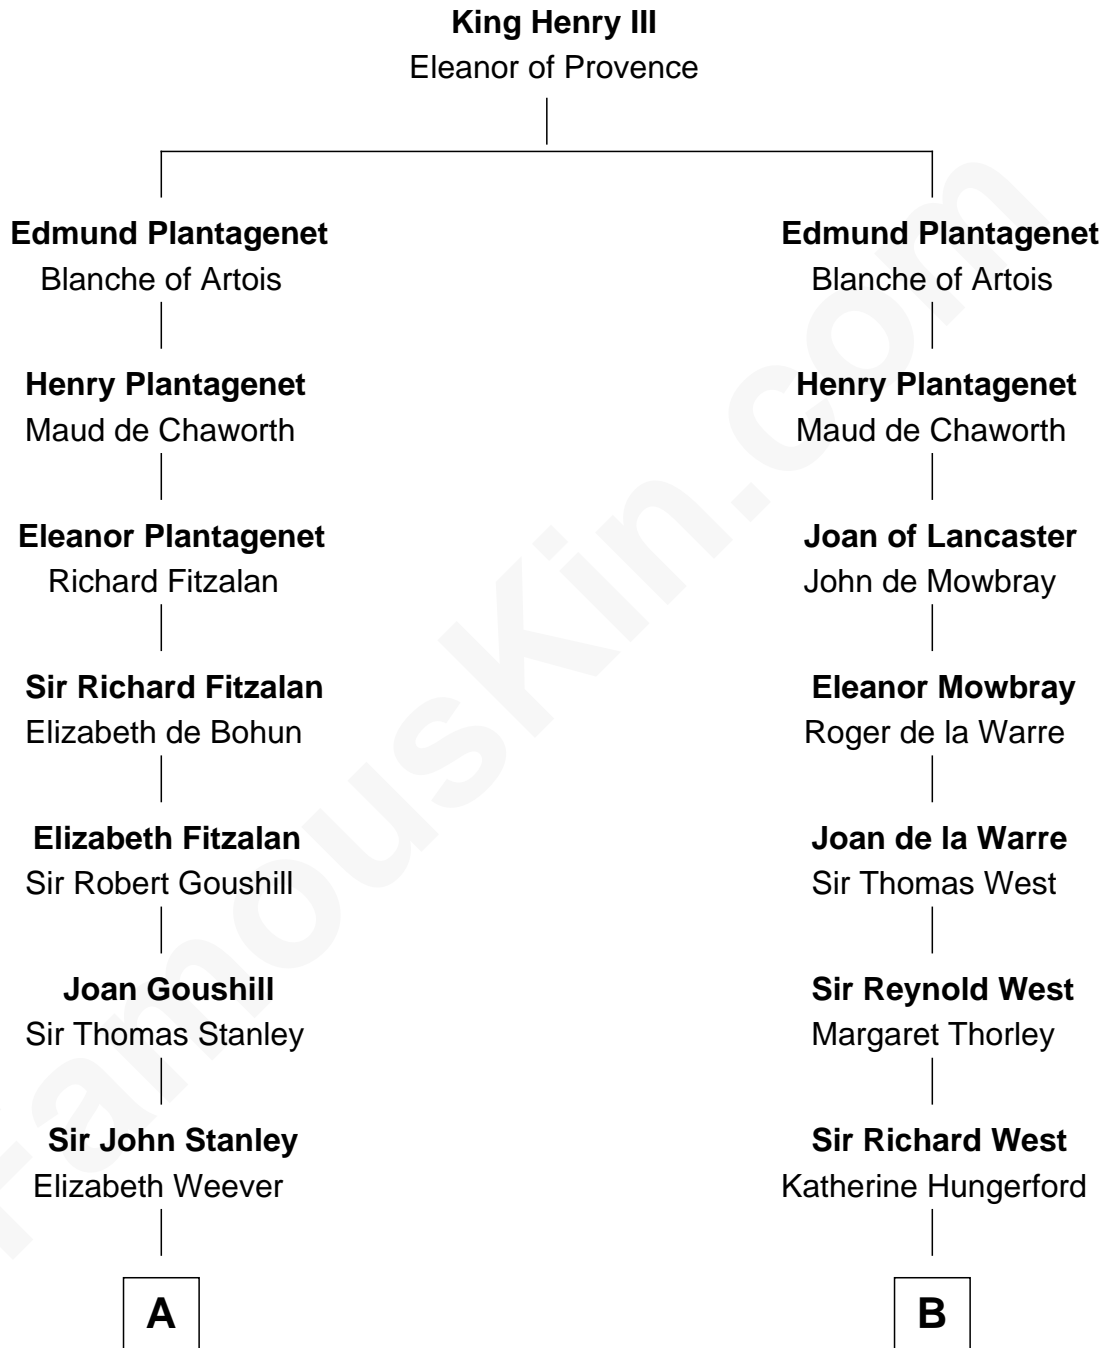 King Henry III
Eleanor of Provence
Edmund Plantagenet
Blanche of Artois
Edmund Plantagenet
Blanche of Artois
Henry Plantagenet
Maud de Chaworth
Henry Plantagenet
Maud de Chaworth
Eleanor Plantagenet
Richard Fitzalan
Joan of Lancaster
John de Mowbray
Sir Richard Fitzalan
Elizabeth de Bohun
Eleanor Mowbray
Roger de la Warre
Elizabeth Fitzalan
Sir Robert Goushill
Joan de la Warre
Sir Thomas West
Joan Goushill
Sir Thomas Stanley
Sir Reynold West
Margaret Thorley
Sir John Stanley
Elizabeth Weever
Sir Richard West
Katherine Hungerford
A
B
FamousKin.com